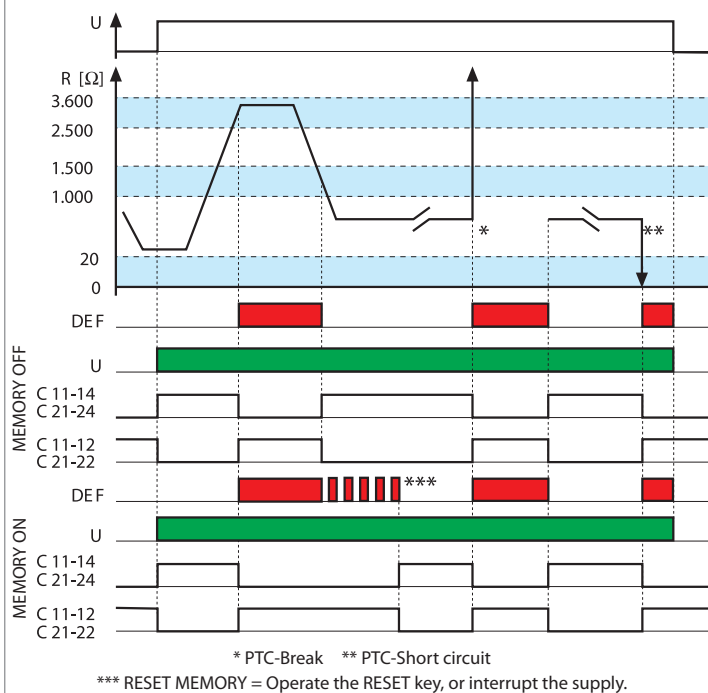 U
R [Ω]
3.600
2.500
1.500
1.000
*
**
20
0
MEMORY OFF
DEF
U
C 11-14
C 21-24
C 11-12
C 21-22
MEMORY ON
DEF
***
U
C 11-14
C 21-24
C 11-12
C 21-22
* PTC-Break ** PTC-Short circuit
*** RESET MEMORY = Operate the RESET key, or interrupt the supply.